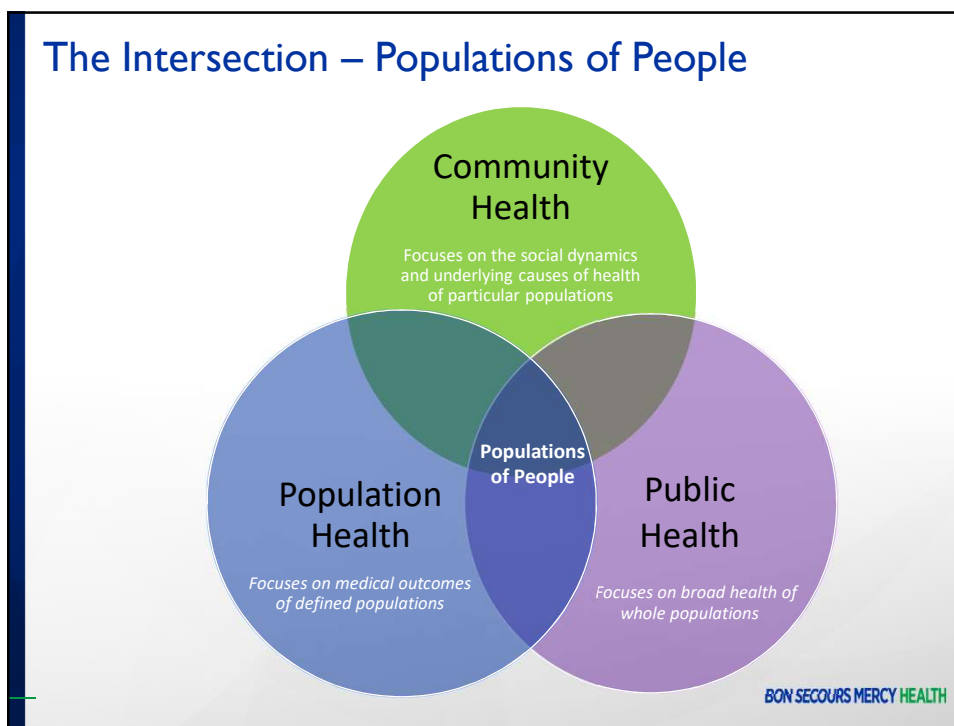 The Intersection – Populations of People
Community
Health
Focuses on the social dynamics
and underlying causes of health
of particular populations
Populations
of People
Population
Health
Focuses on medical outcomes
of defined populations
Public
Health
Focuses on broad health of
whole populations
BON SECOURS MERCY HEALTH